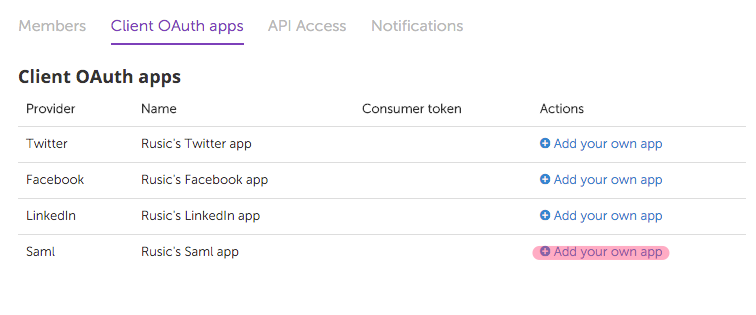 Members Client OAuth apps API Access Notifications
Client OAuth apps
Provider Name Consumer token Actions
Twitter Rusic's Twitter app Add your own app
Facebook Rusic's Facebook app Add your own app
LinkedIn Rusic's LinkedIn app Add your own app
Saml Rusic's Saml app Add your own app